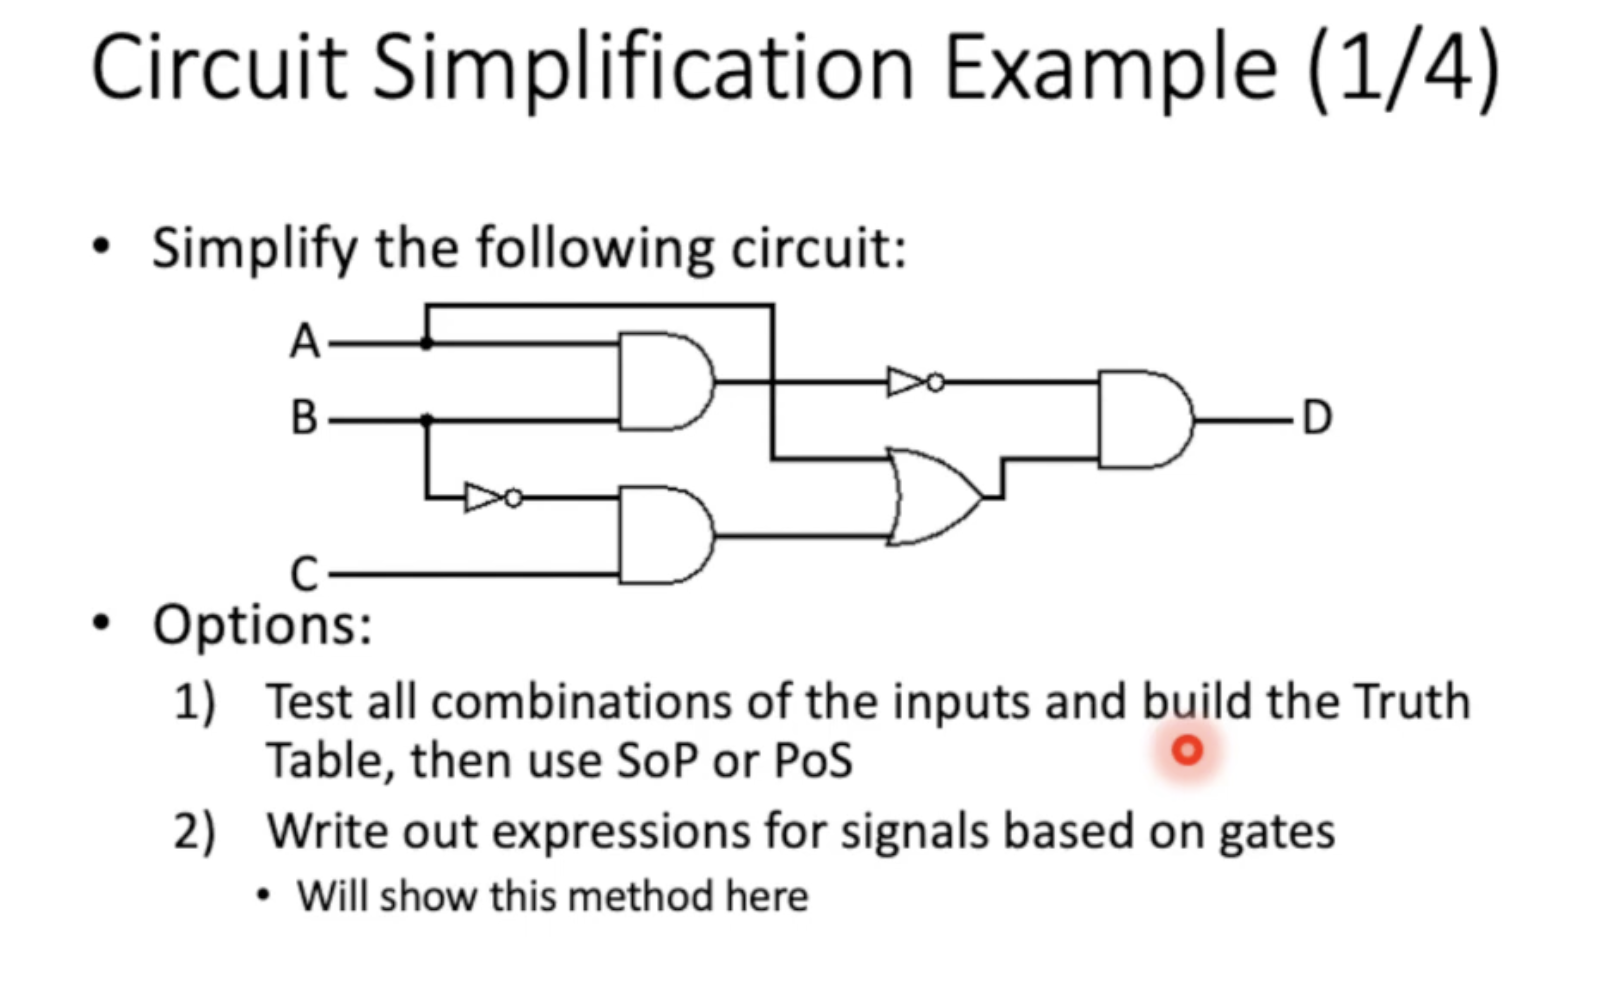 Circuit Simplification Example (1/4)
• Simplify the following circuit:
A
B
D
C
• Options:
1) Test all combinations of the inputs and build the Truth
Table, then use SoP or PoS
2) Write out expressions for signals based on gates
• Will show this method here